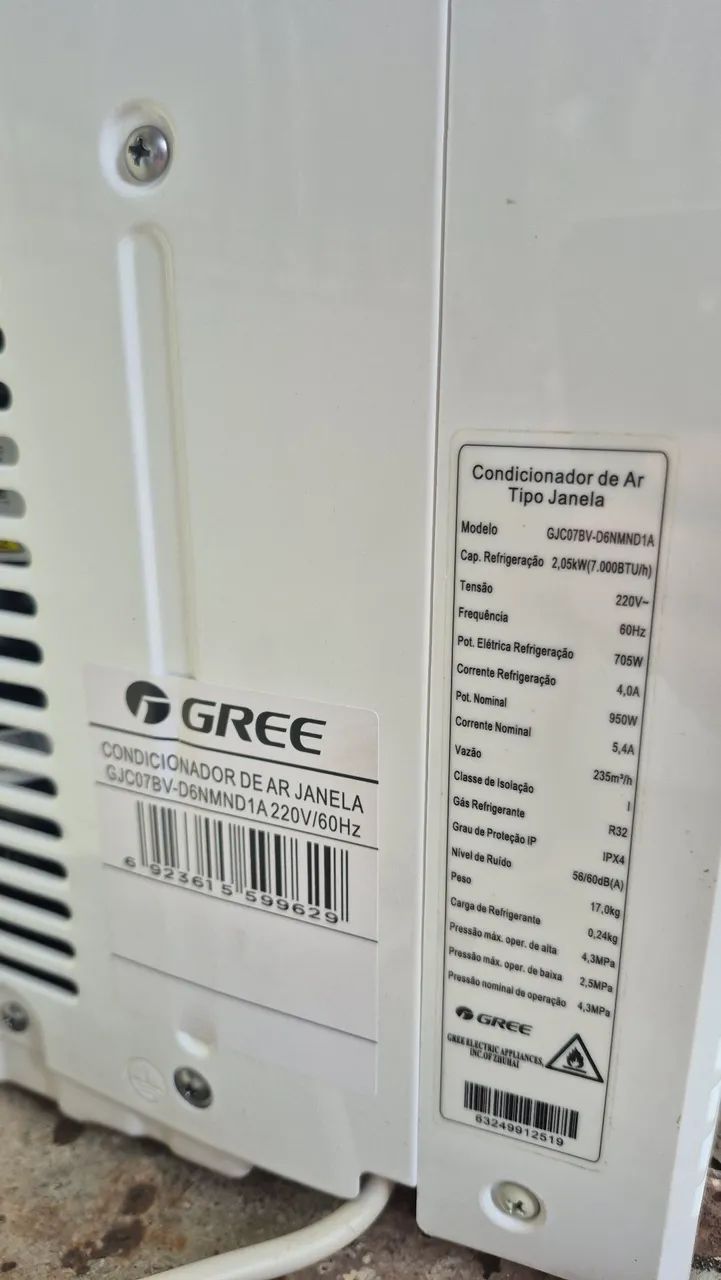 GREE
CONDICIONADOR DE AR JANELA
GJC07BV-D6NMND1A 220V/60Hz
6 923615 599629
Condicionador de Ar
Tipo Janela
Modelo GJC07BV-D6NMND1A
Cap. Refrigeração 2,05kW(7.000BTU/h)
Tensão 220V~
Frequência 60Hz
Pot. Elétrica Refrigeração 705W
Corrente Refrigeração 4,0A
Pot. Nominal 950W
Corrente Nominal 5,4A
Vazão 235m³/h
Classe de Isolação I
Gás Refrigerante R32
Grau de Proteção IP IPX4
Nível de Ruído 56/60dB(A)
Peso 17,0kg
Carga de Refrigerante 0,24kg
Pressão máx. oper. de alta 4,3MPa
Pressão máx. oper. de baixa 2,5MPa
Pressão nominal de operação 4,3MPa
GREE
GREE ELECTRIC APPLIANCES,
INC.OF ZHUHAI
63249912519